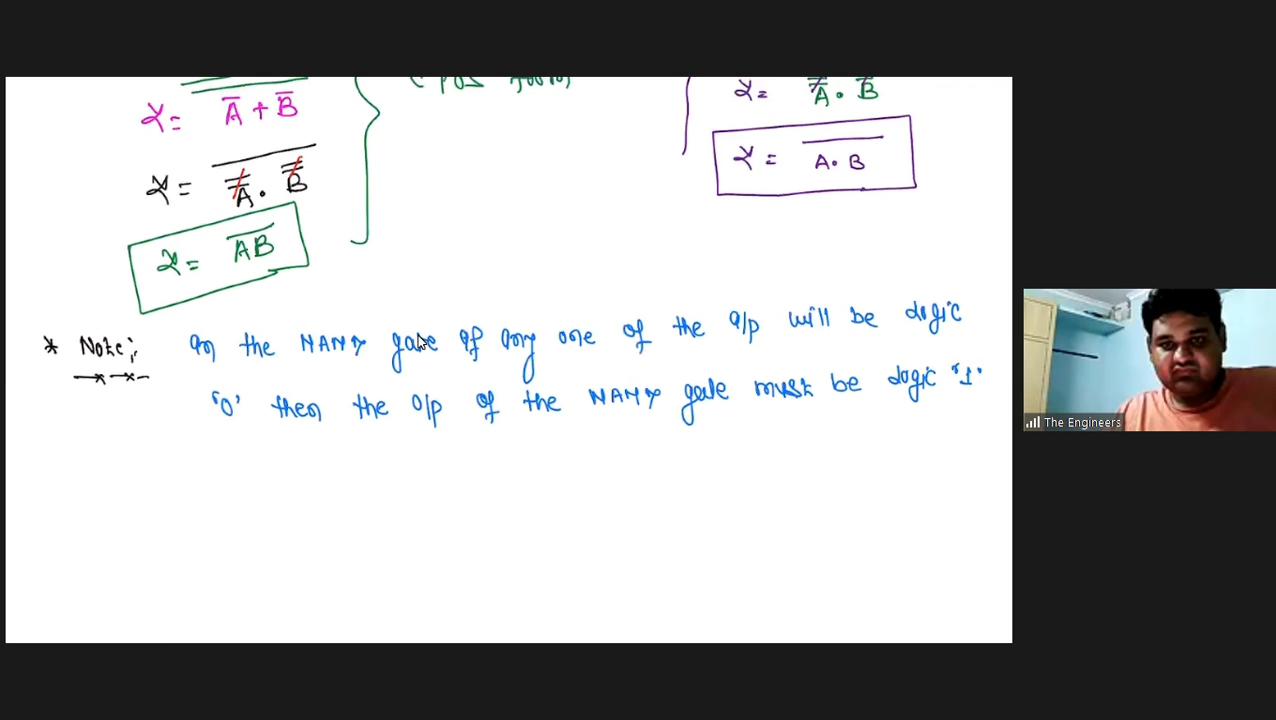 Y = A̅ + B̅
Y = A̿ · B̿
Y = A̅B̅
Y = A̿ · B̿
Y = A · B
* Note:
In the NAND gate if any one of the i/p will be logic
'0' then the o/p of the NAND gate must be logic '1'
The Engineers